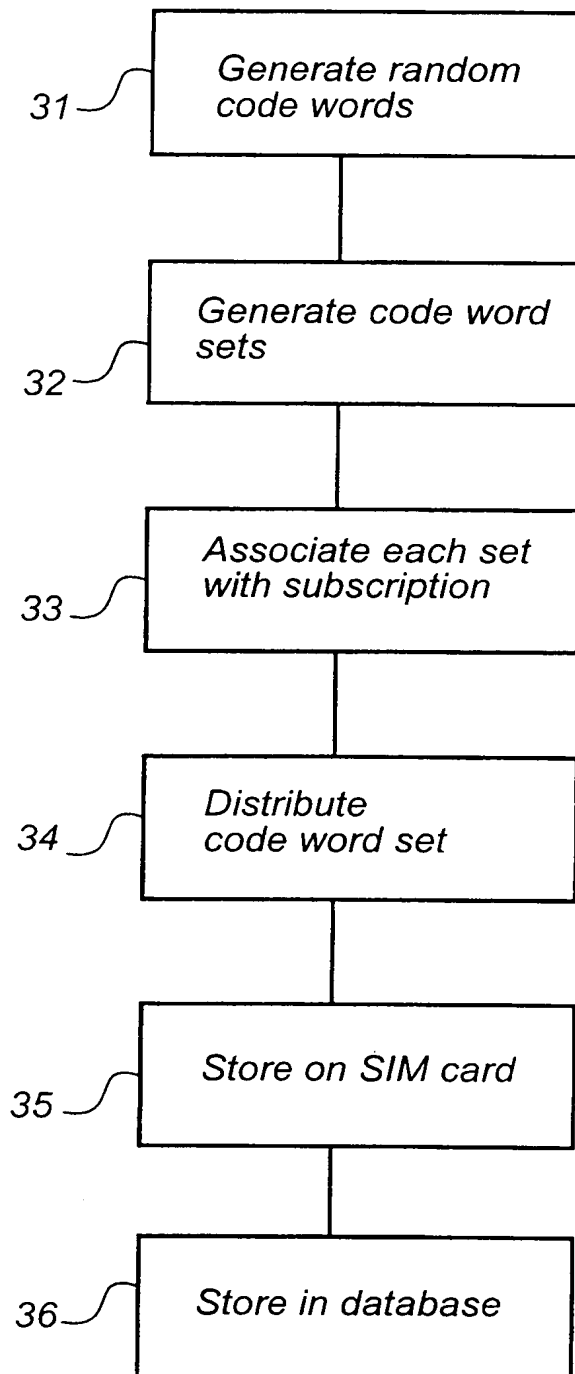 31
Generate random
code words
32
Generate code word
sets
33
Associate each set
with subscription
34
Distribute
code word set
35
Store on SIM card
36
Store in database